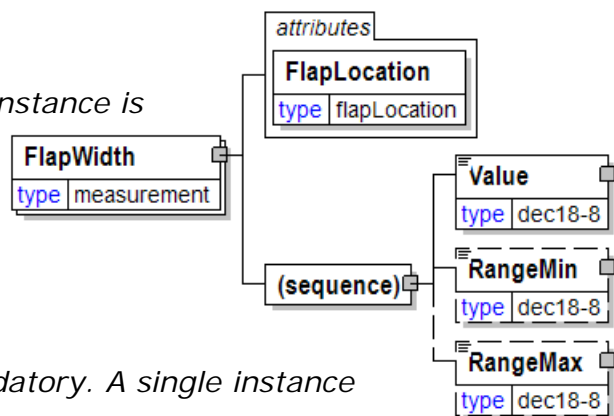 attributes
FlapLocation
type flapLocation
nstance is
FlapWidth
type measurement
Value
type dec18-8
(sequence)
RangeMin
type dec18-8
RangeMax
type dec18-8
datory. A single instance